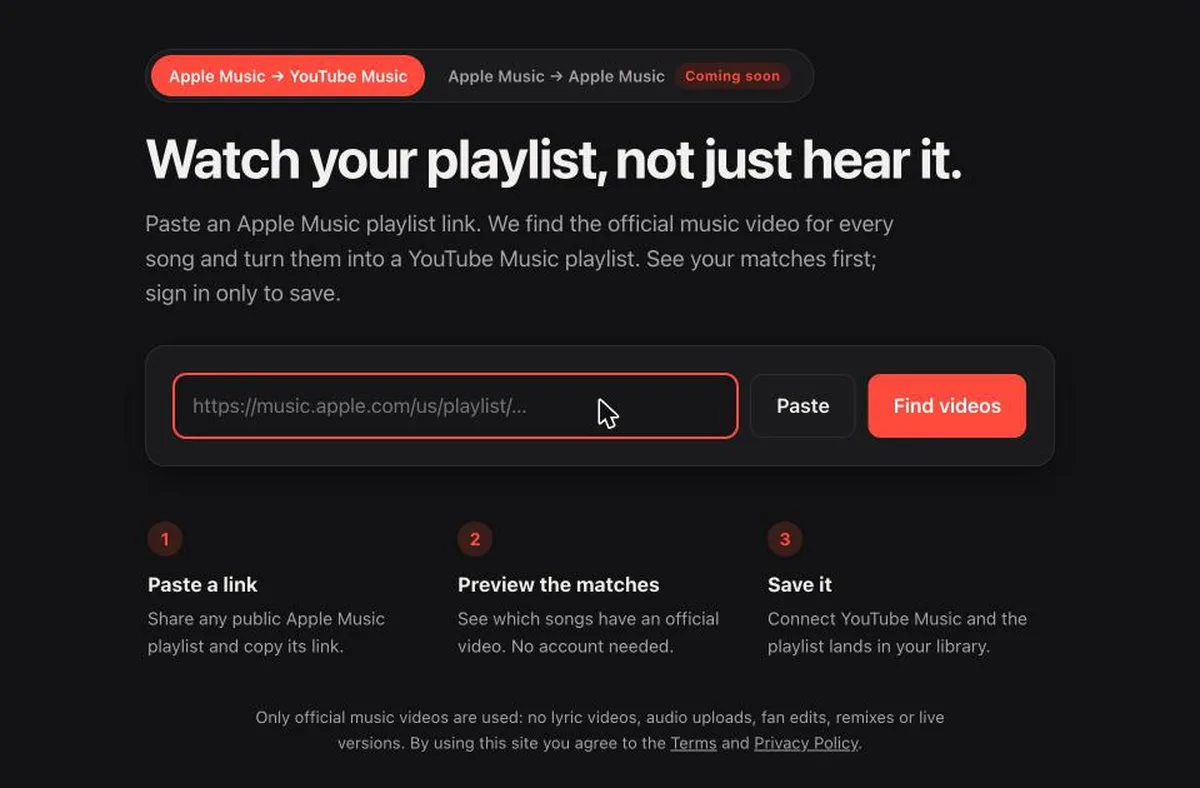 Apple Music → YouTube Music
Apple Music → Apple Music Coming soon
Watch your playlist, not just hear it.
Paste an Apple Music playlist link. We find the official music video for every
song and turn them into a YouTube Music playlist. See your matches first;
sign in only to save.
https://music.apple.com/us/playlist/...
Paste
Find videos
1
Paste a link
Share any public Apple Music
playlist and copy its link.
2
Preview the matches
See which songs have an official
video. No account needed.
3
Save it
Connect YouTube Music and the
playlist lands in your library.
Only official music videos are used: no lyric videos, audio uploads, fan edits, remixes or live
versions. By using this site you agree to the Terms and Privacy Policy.